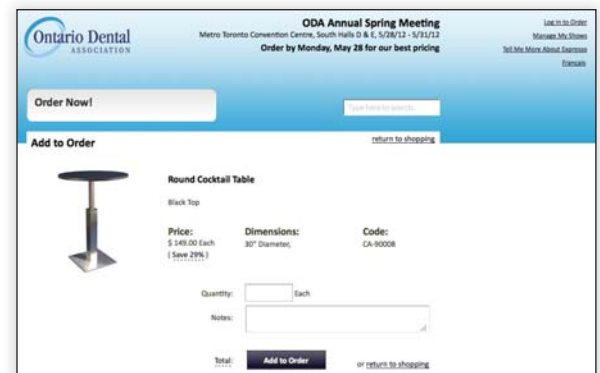 Ontario Dental
ASSOCIATION
ODA Annual Spring Meeting
Metro Toronto Convention Centre, South Halls D & E, 5/28/12 - 5/31/12
Order by Monday, May 28 for our best pricing
Log In to Order
Manage My Shows
Tell Me More About Expresso
Français
Order Now!
Type here to search.
Add to Order
return to shopping
Round Cocktail Table
Black Top
Price: Dimensions: Code:
$ 149.00 Each 30" Diameter, CA-90008
( Save 29% )
Quantity: Each
Notes:
Total: Add to Order or return to shopping